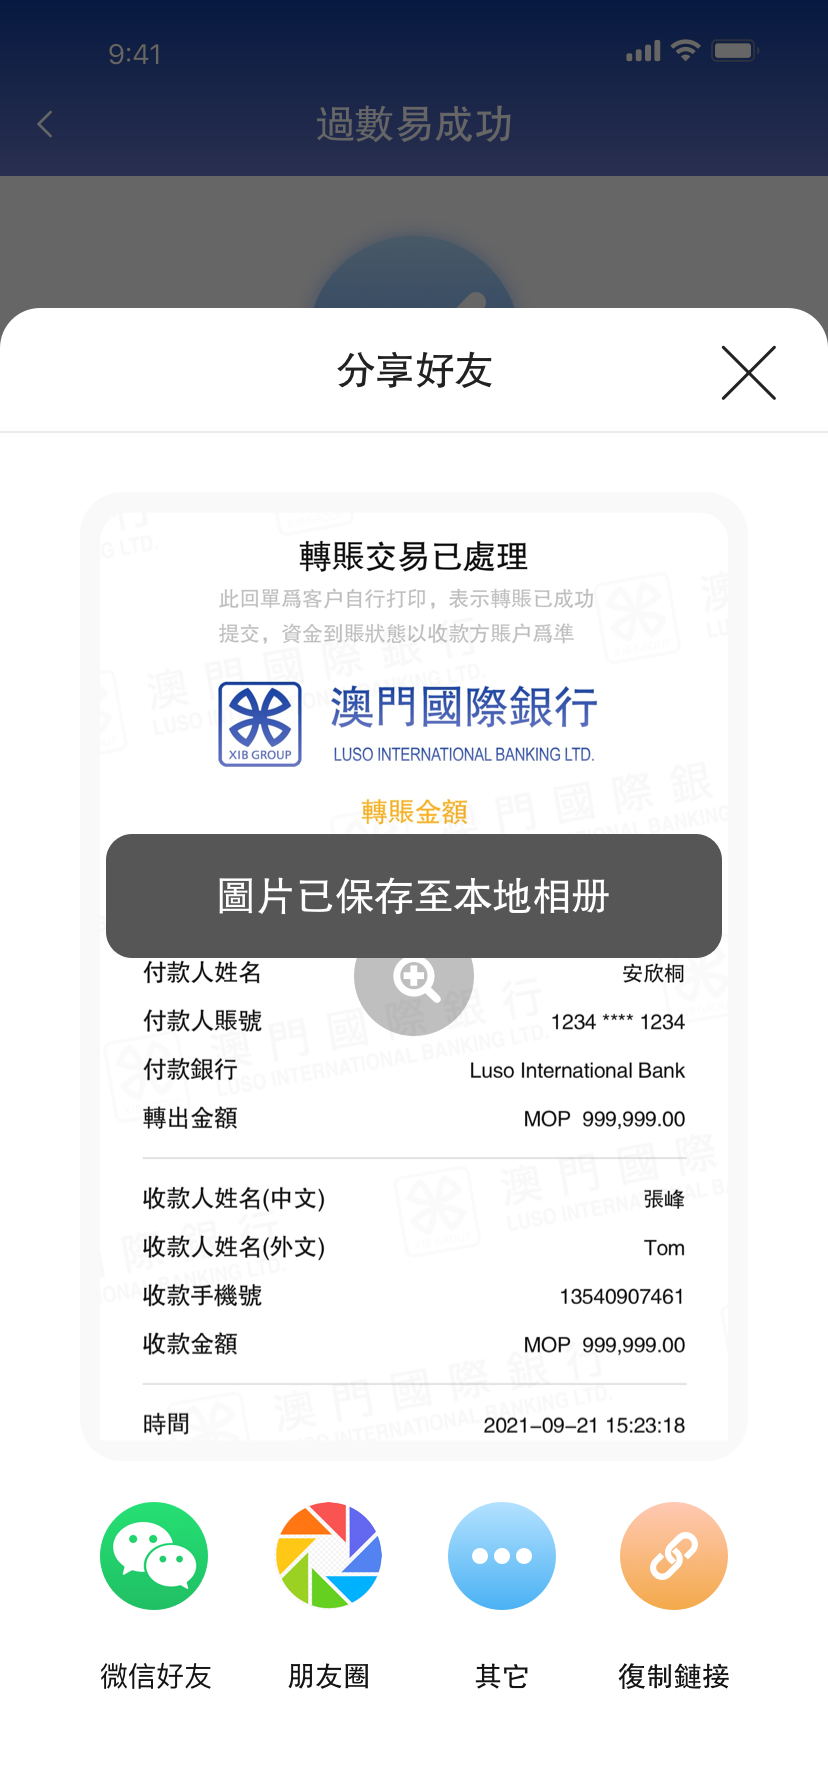 9:41
過數易成功
分享好友
轉賬交易已處理
此回單爲客户自行打印，表示轉賬已成功
提交，資金到賬狀態以收款方賬户爲準
XIB GROUP
澳門國際銀行
LUSO INTERNATIONAL BANKING LTD.
轉賬金額
圖片已保存至本地相册
付款人姓名 安欣桐
付款人賬號 1234 **** 1234
付款銀行 Luso International Bank
轉出金額 MOP 999,999.00
收款人姓名(中文) 張峰
收款人姓名(外文) Tom
收款手機號 13540907461
收款金額 MOP 999,999.00
時間 2021-09-21 15:23:18
微信好友
朋友圈
其它
復制鏈接